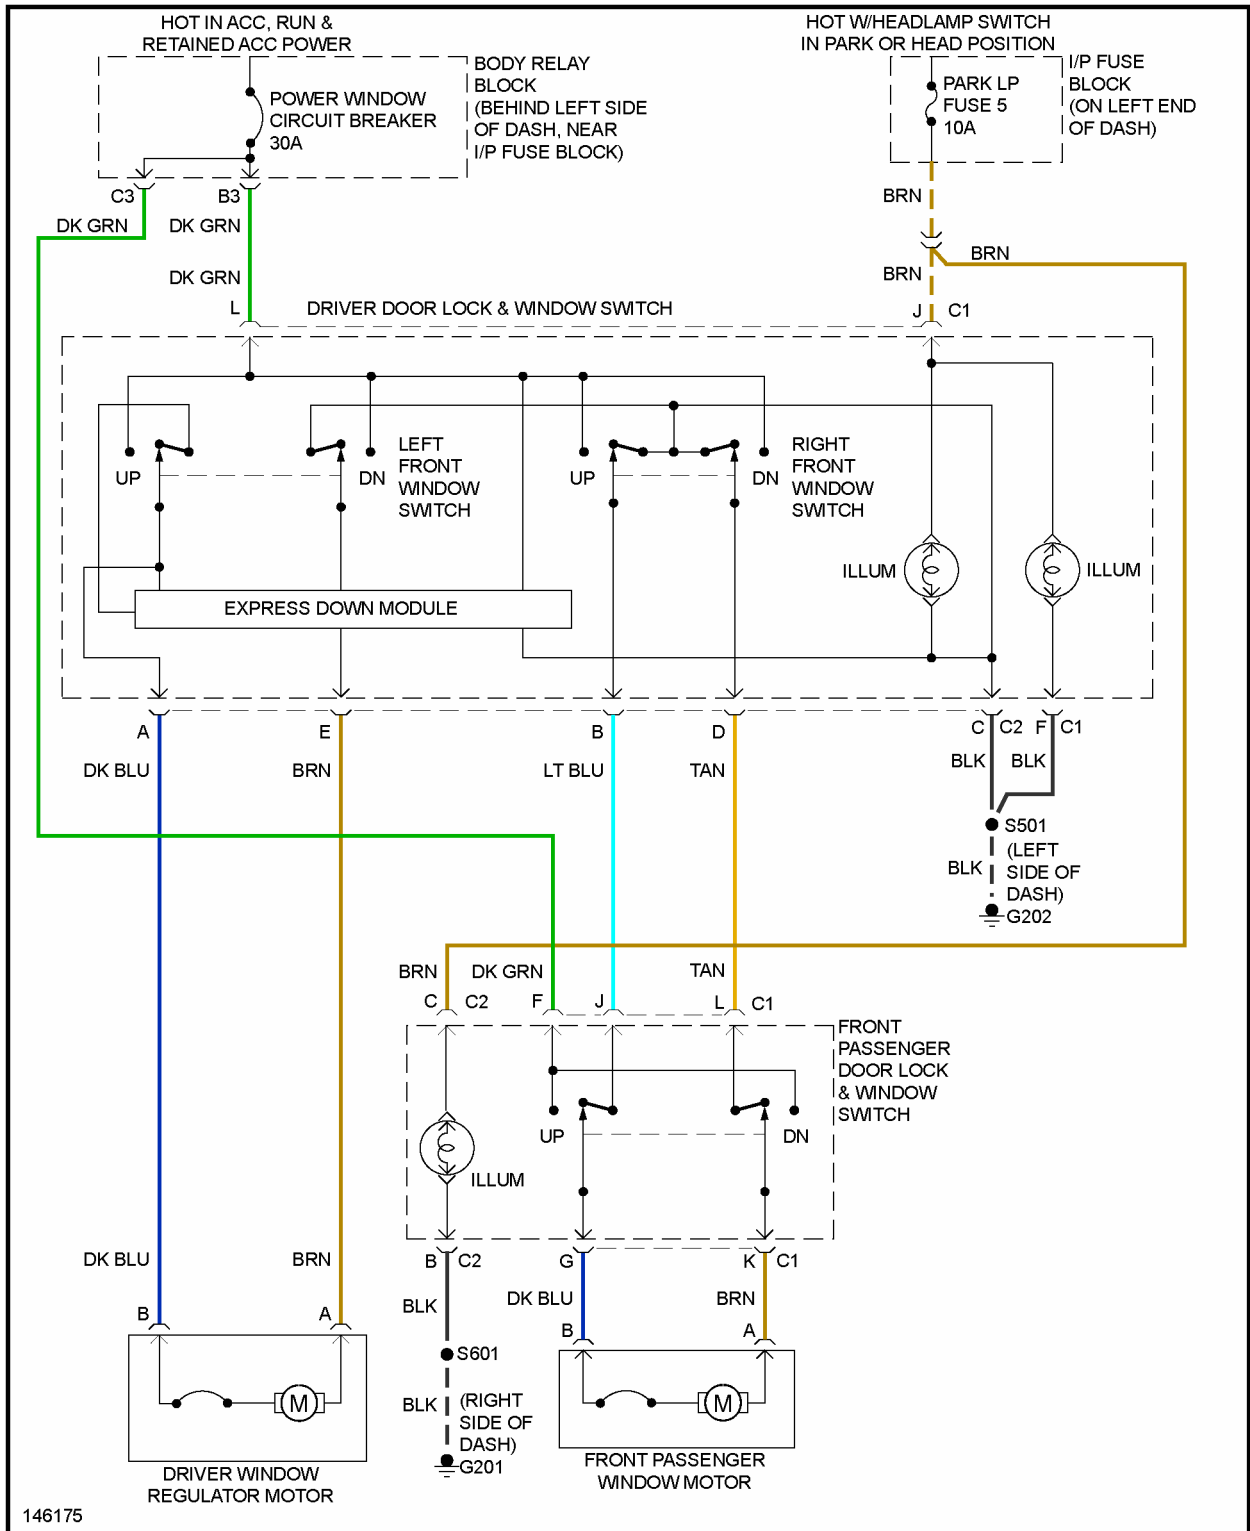 HOT IN ACC, RUN &
RETAINED ACC POWER
HOT W/HEADLAMP SWITCH
IN PARK OR HEAD POSITION
POWER WINDOW
CIRCUIT BREAKER
30A
BODY RELAY
BLOCK
(BEHIND LEFT SIDE
OF DASH, NEAR
I/P FUSE BLOCK)
PARK LP
FUSE 5
10A
I/P FUSE
BLOCK
(ON LEFT END
OF DASH)
C3
B3
BRN
DK GRN
DK GRN
BRN
DK GRN
BRN
L
DRIVER DOOR LOCK & WINDOW SWITCH
J
C1
UP
DN
LEFT
FRONT
WINDOW
SWITCH
UP
DN
RIGHT
FRONT
WINDOW
SWITCH
ILLUM
ILLUM
EXPRESS DOWN MODULE
A
E
B
D
C
C2
F
C1
DK BLU
BRN
LT BLU
TAN
BLK
BLK
S501
(LEFT
SIDE OF
DASH)
BLK
G202
BRN
DK GRN
TAN
C
C2
F
J
L
C1
FRONT
PASSENGER
DOOR LOCK
& WINDOW
SWITCH
UP
DN
ILLUM
DK BLU
BRN
B
C2
G
K
C1
BLK
DK BLU
BRN
B
A
B
A
S601
M
BLK
(RIGHT
SIDE OF
DASH)
G201
M
DRIVER WINDOW
REGULATOR MOTOR
FRONT PASSENGER
WINDOW MOTOR
146175